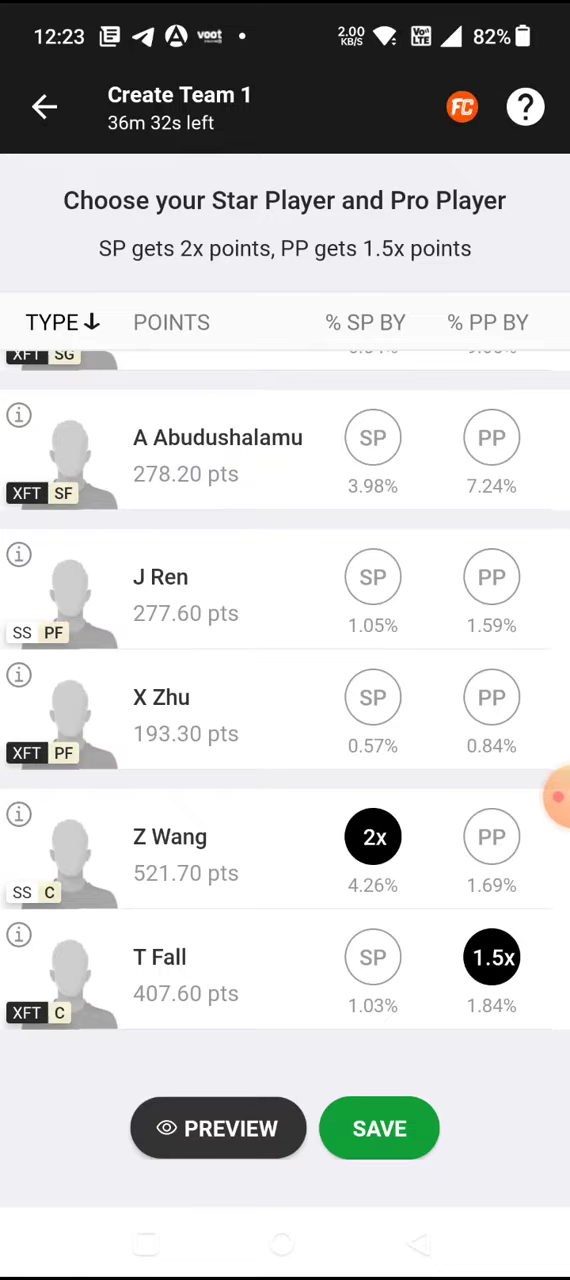 12:23 voot 2.00 KB/S Vo LTE 82%
Create Team 1
36m 32s left
FC ?
Choose your Star Player and Pro Player
SP gets 2x points, PP gets 1.5x points
TYPE POINTS % SP BY % PP BY
XFT SG
A Abudushalamu SP PP
278.20 pts 3.98% 7.24%
XFT SF
J Ren SP PP
277.60 pts 1.05% 1.59%
SS PF
X Zhu SP PP
193.30 pts 0.57% 0.84%
XFT PF
Z Wang 2x PP
521.70 pts 4.26% 1.69%
SS C
T Fall SP 1.5x
407.60 pts 1.03% 1.84%
XFT C
PREVIEW SAVE